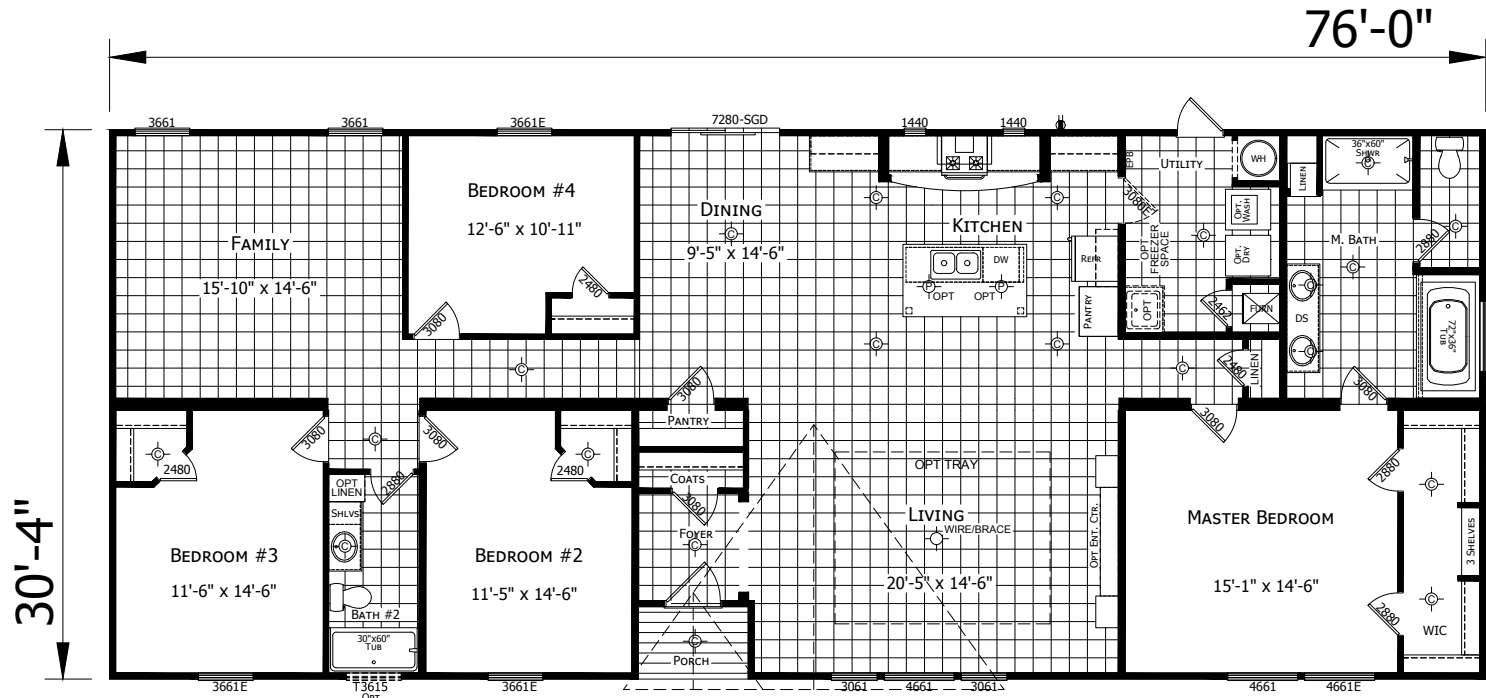 76'-0"
30'-4"
3661
3661
3661E
7280-SGD
1440
1440
FAMILY
15'-10" x 14'-6"
BEDROOM #4
12'-6" x 10'-11"
2480
3080
DINING
9'-5" x 14'-6"
C
KITCHEN
C
C
DW
P
P
OPT
OPT
C
C
REFR
PANTRY
EPB
UTILITY
3080E
OPT
FREEZER
SPACE
C
WH
OPT.
WASH
OPT.
DRY
OPT
2462
FURN
LINEN
36"x60"
SHWR
C
M. BATH
C
2880
C
DS
C
C
72"x36"
TUB
C
2480
LINEN
3080
3080
C
C
3080
3080
C
2480
C
2480
2880
OPT
LINEN
SHLVS
C
BATH #2
30"x60"
TUB
BEDROOM #3
11'-6" x 14'-6"
BEDROOM #2
11'-5" x 14'-6"
3080
PANTRY
COATS
3080
FOYER
C
C
PORCH
OPT TRAY
LIVING
WIRE/BRACE
20'-5" x 14'-6"
OPT ENT. CTR.
MASTER BEDROOM
15'-1" x 14'-6"
2880
C
3 SHELVES
2880
C
WIC
3661E
T3615
OPT
3661E
3061
4661
3061
4661
4661E